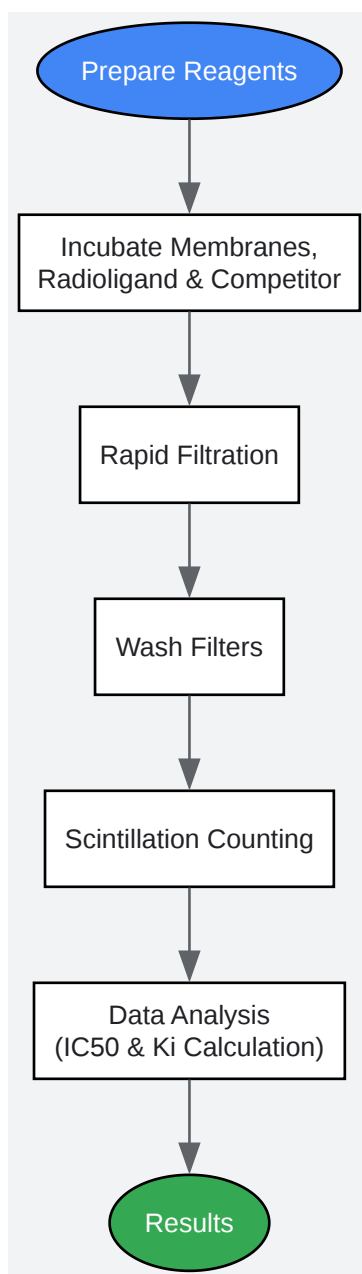 Prepare Reagents
Incubate Membranes,
Radioligand & Competitor
Rapid Filtration
Wash Filters
Scintillation Counting
Data Analysis
(IC50 & Ki Calculation)
Results